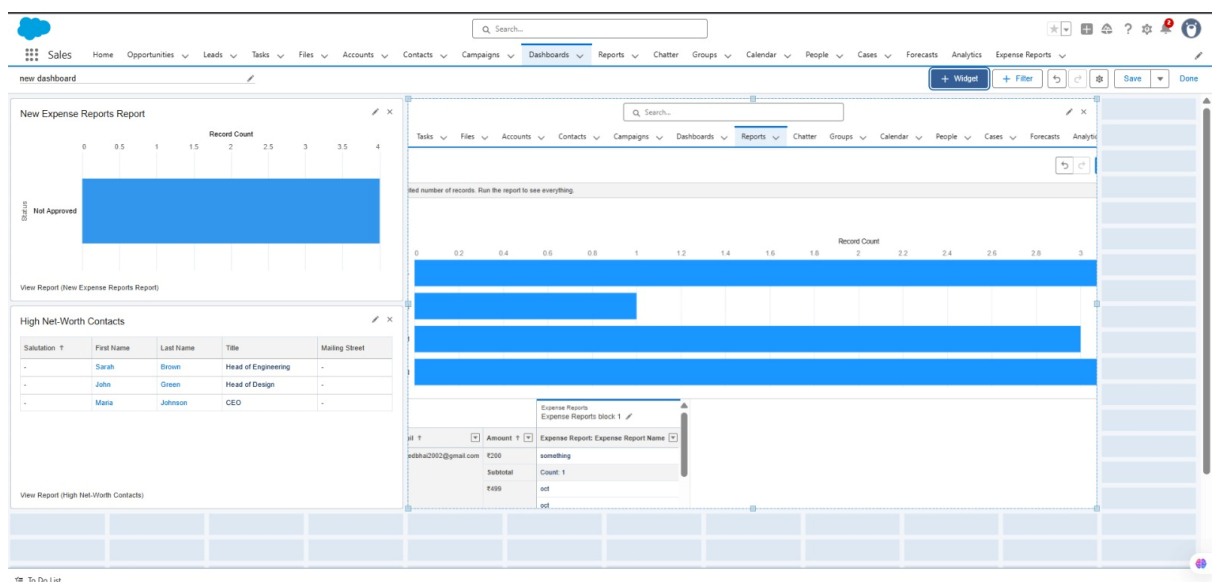 Search...
2
Sales Home Opportunities Leads Tasks Files Accounts Contacts Campaigns Dashboards Reports Chatter Groups Calendar People Cases Forecasts Analytics Expense Reports
new dashboard
+ Widget + Filter Save Done
New Expense Reports Report
Record Count
0 0.5 1 1.5 2 2.5 3 3.5 4
Status
Not Approved
View Report (New Expense Reports Report)
High Net-Worth Contacts
Salutation ↑ First Name Last Name Title Mailing Street
- Sarah Brown Head of Engineering -
- John Green Head of Design -
- Maria Johnson CEO -
View Report (High Net-Worth Contacts)
Search...
Tasks Files Accounts Contacts Campaigns Dashboards Reports Chatter Groups Calendar People Cases Forecasts Analytic
ited number of records. Run the report to see everything.
Record Count
0 0.2 0.4 0.6 0.8 1 1.2 1.4 1.6 1.8 2 2.2 2.4 2.6 2.8 3.
Expense Reports
Expense Reports block 1
ail ↑ Amount ↑ Expense Report: Expense Report Name
edbhai2002@gmail.com ₹200 something
Subtotal Count: 1
₹499 oct
oct
To Do List